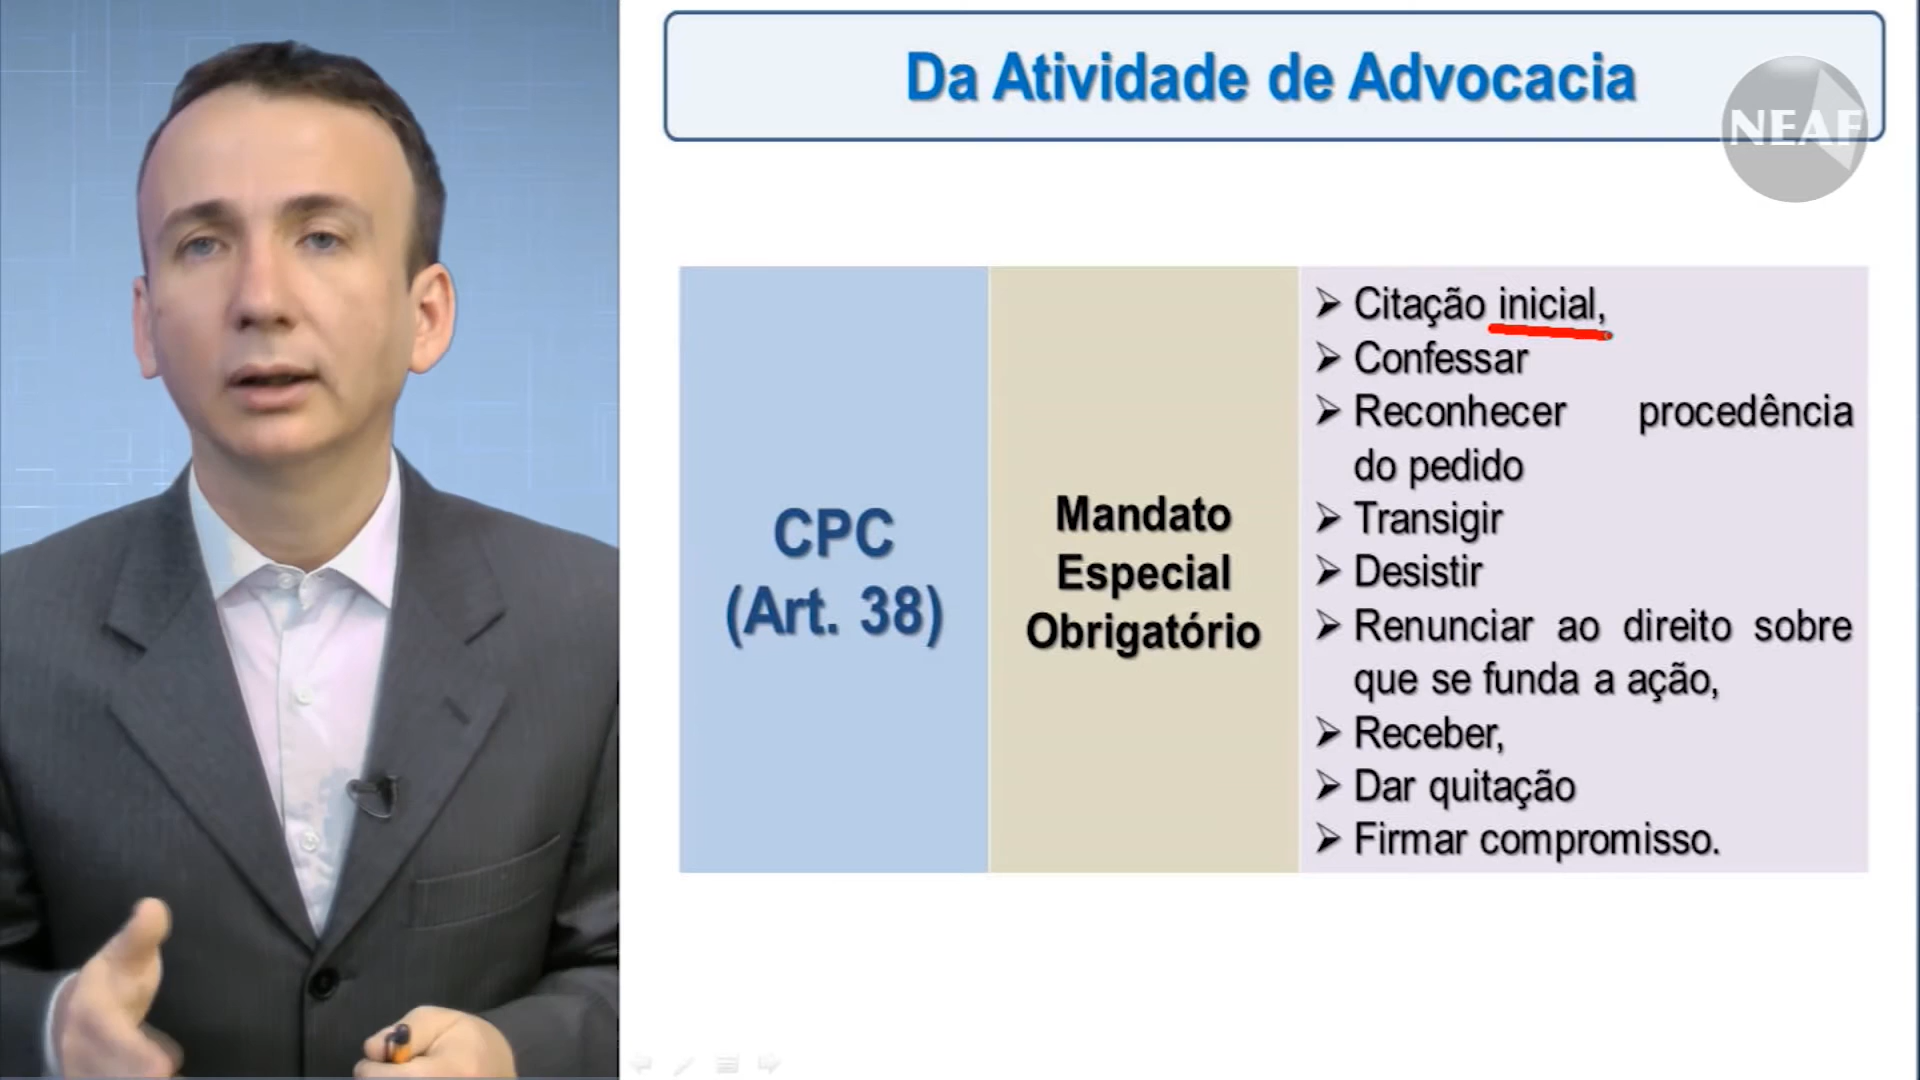 Da Atividade de Advocacia
NEAF
CPC
(Art. 38)
Mandato
Especial
Obrigatório
➢ Citação inicial,
➢ Confessar
➢ Reconhecer procedência
do pedido
➢ Transigir
➢ Desistir
➢ Renunciar ao direito sobre
que se funda a ação,
➢ Receber,
➢ Dar quitação
➢ Firmar compromisso.